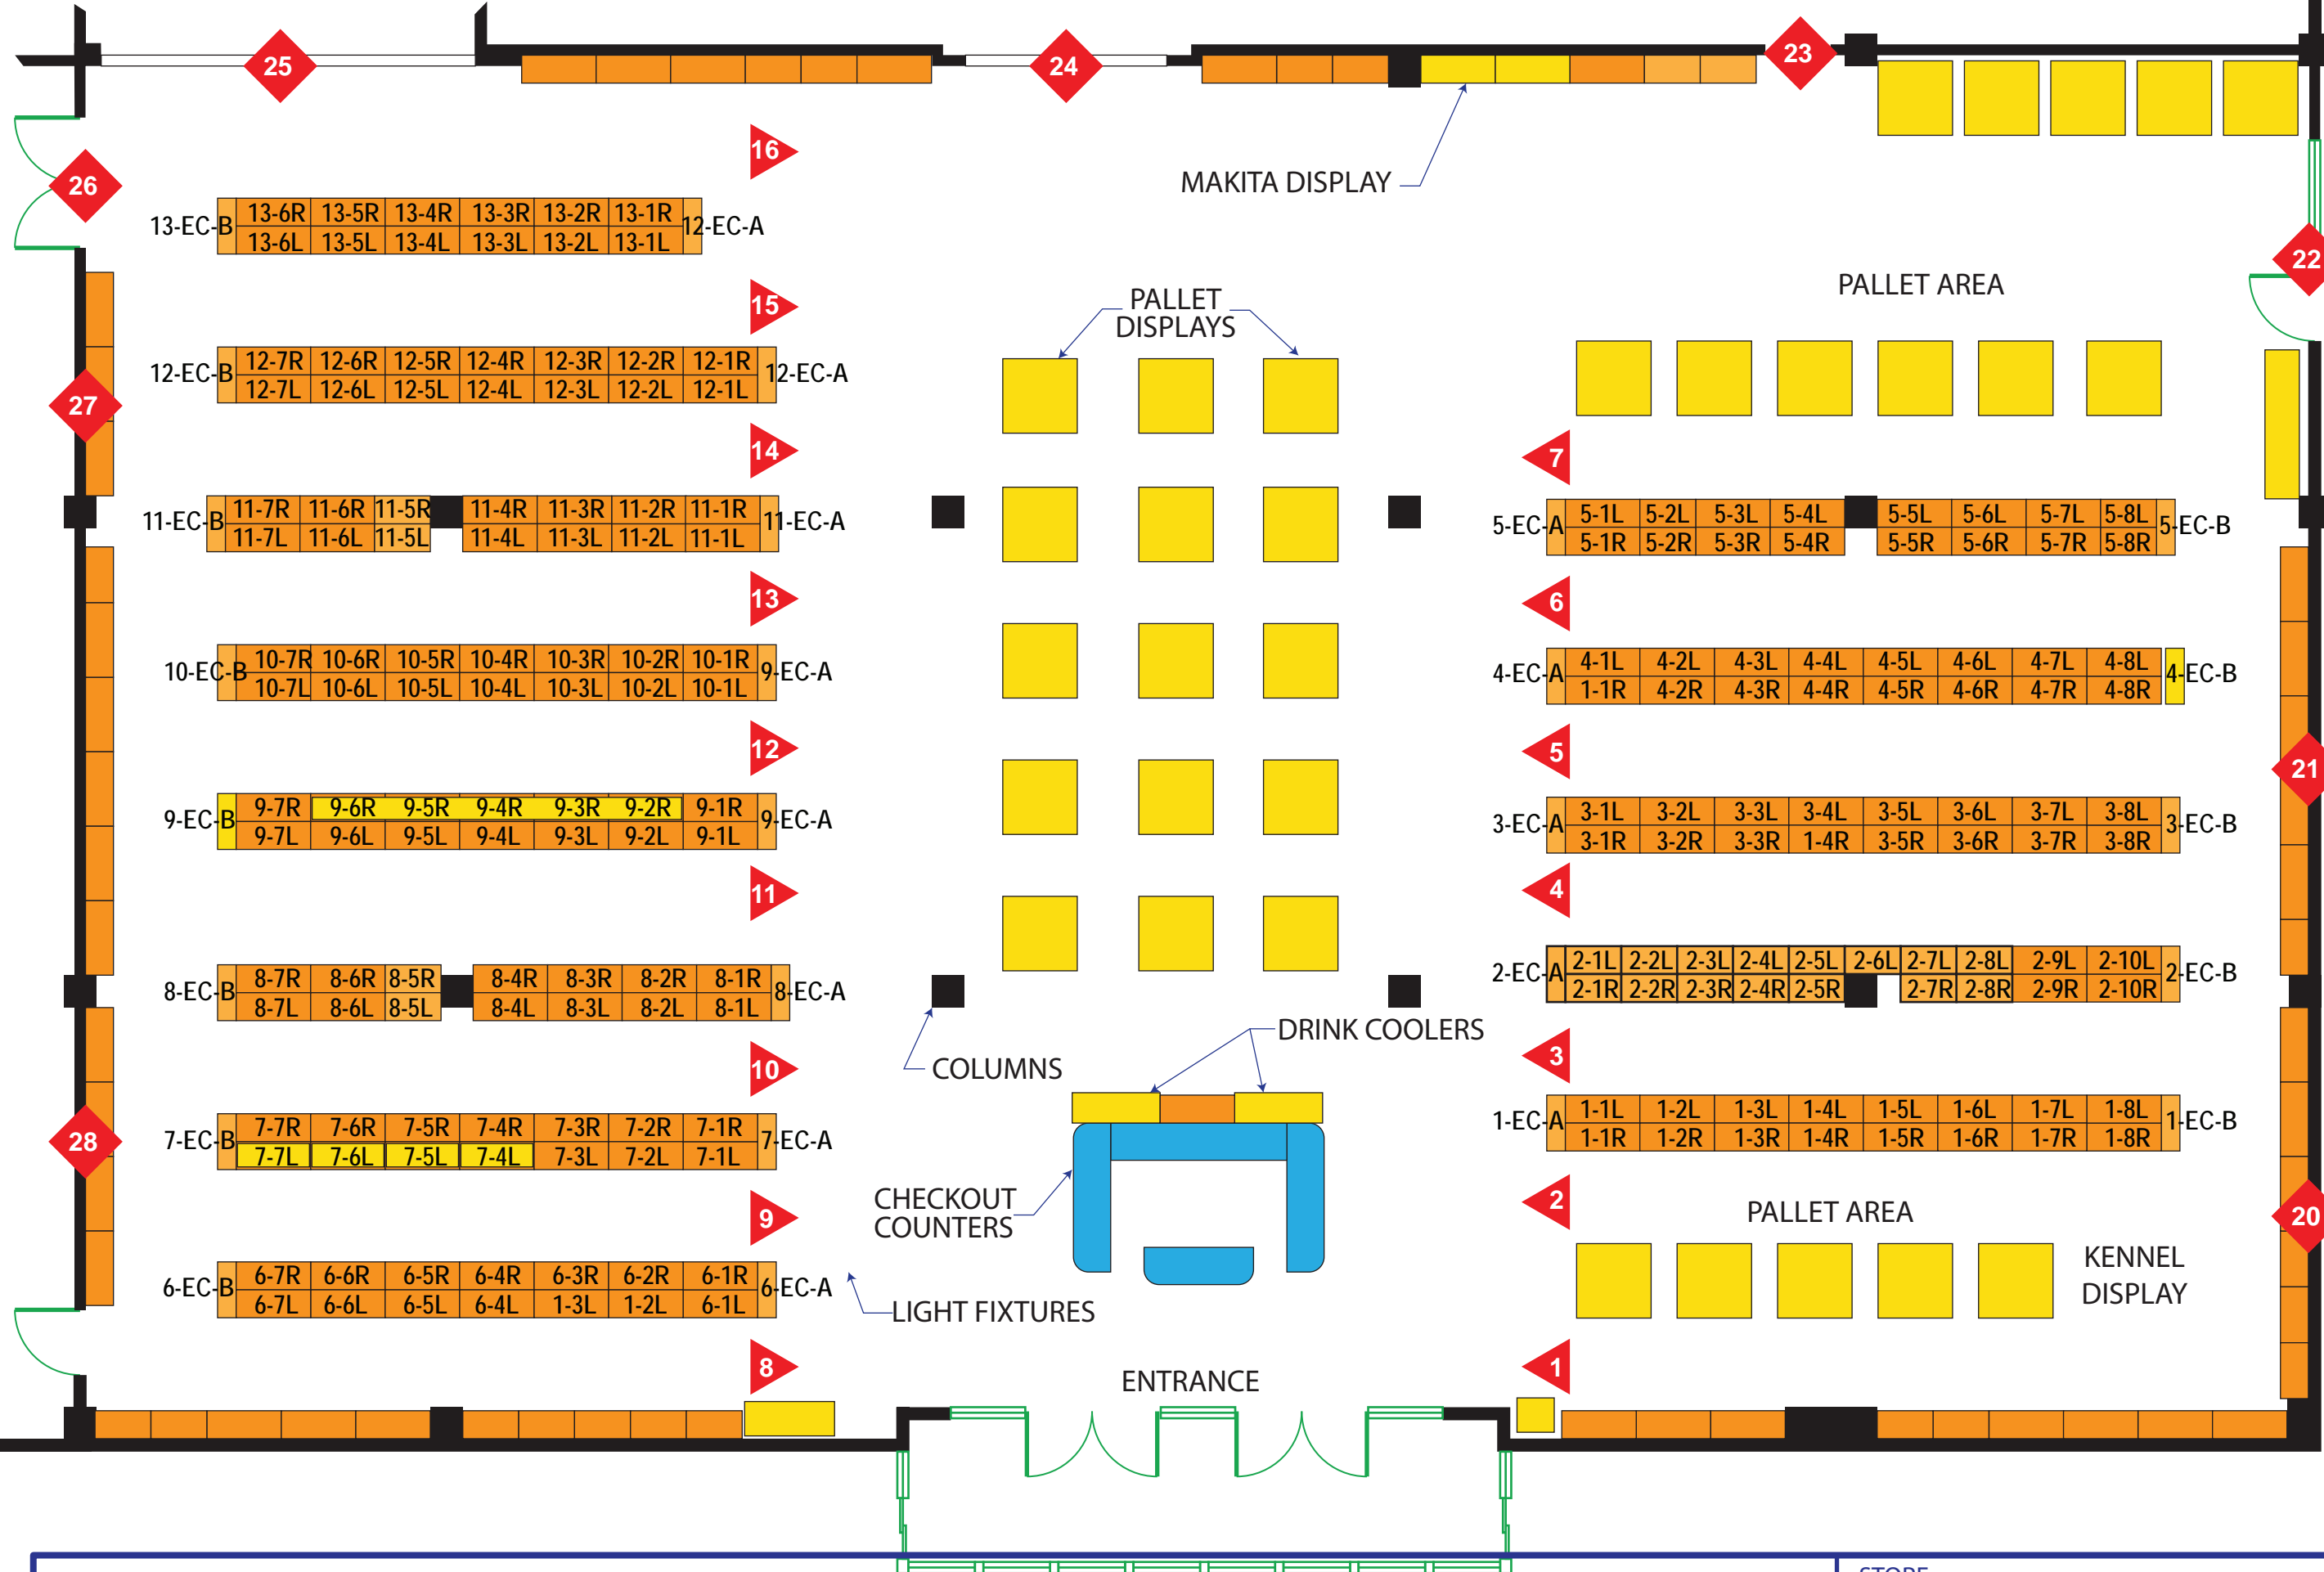 25
24
23
16
26
MAKITA DISPLAY
13-EC-B 13-6R 13-5R 13-4R 13-3R 13-2R 13-1R 12-EC-A
13-6L 13-5L 13-4L 13-3L 13-2L 13-1L
22
PALLET AREA
15
PALLET
DISPLAYS
12-EC-B 12-7R 12-6R 12-5R 12-4R 12-3R 12-2R 12-1R 12-EC-A
12-7L 12-6L 12-5L 12-4L 12-3L 12-2L 12-1L
27
14
7
11-EC-B 11-7R 11-6R 11-5R 11-4R 11-3R 11-2R 11-1R 11-EC-A
11-7L 11-6L 11-5L 11-4L 11-3L 11-2L 11-1L
5-EC-A 5-1L 5-2L 5-3L 5-4L 5-5L 5-6L 5-7L 5-8L 5-EC-B
5-1R 5-2R 5-3R 5-4R 5-5R 5-6R 5-7R 5-8R
13
6
10-EC-B 10-7R 10-6R 10-5R 10-4R 10-3R 10-2R 10-1R 9-EC-A
10-7L 10-6L 10-5L 10-4L 10-3L 10-2L 10-1L
4-EC-A 4-1L 4-2L 4-3L 4-4L 4-5L 4-6L 4-7L 4-8L 4-EC-B
1-1R 4-2R 4-3R 4-4R 4-5R 4-6R 4-7R 4-8R
12
5
21
9-EC-B 9-7R 9-6R 9-5R 9-4R 9-3R 9-2R 9-1R 9-EC-A
9-7L 9-6L 9-5L 9-4L 9-3L 9-2L 9-1L
3-EC-A 3-1L 3-2L 3-3L 3-4L 3-5L 3-6L 3-7L 3-8L 3-EC-B
3-1R 3-2R 3-3R 1-4R 3-5R 3-6R 3-7R 3-8R
11
4
8-EC-B 8-7R 8-6R 8-5R 8-4R 8-3R 8-2R 8-1R 8-EC-A
8-7L 8-6L 8-5L 8-4L 8-3L 8-2L 8-1L
2-EC-A 2-1L 2-2L 2-3L 2-4L 2-5L 2-6L 2-7L 2-8L 2-9L 2-10L 2-EC-B
2-1R 2-2R 2-3R 2-4R 2-5R 2-7R 2-8R 2-9R 2-10R
DRINK COOLERS
COLUMNS
10
3
28
7-EC-B 7-7R 7-6R 7-5R 7-4R 7-3R 7-2R 7-1R 7-EC-A
7-7L 7-6L 7-5L 7-4L 7-3L 7-2L 7-1L
1-EC-A 1-1L 1-2L 1-3L 1-4L 1-5L 1-6L 1-7L 1-8L 1-EC-B
1-1R 1-2R 1-3R 1-4R 1-5R 1-6R 1-7R 1-8R
CHECKOUT
COUNTERS
9
2
PALLET AREA
20
KENNEL
DISPLAY
6-EC-B 6-7R 6-6R 6-5R 6-4R 6-3R 6-2R 6-1R 6-EC-A
6-7L 6-6L 6-5L 6-4L 1-3L 1-2L 6-1L
LIGHT FIXTURES
8
ENTRANCE
1